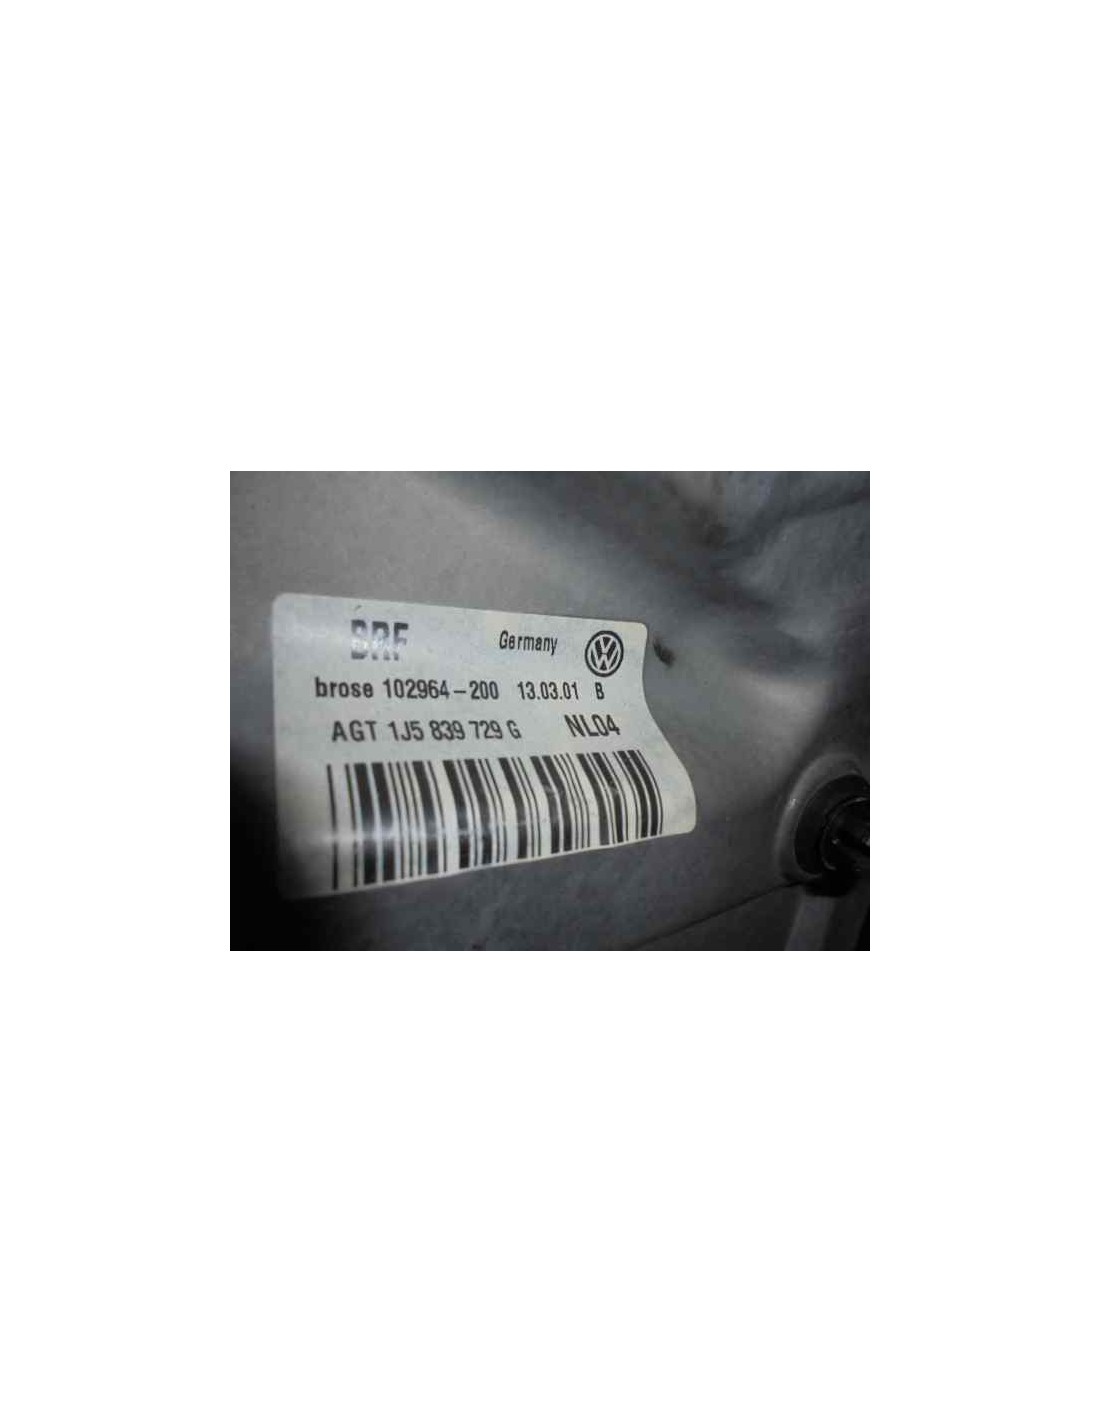 BRF Germany
brose 102964-200 13.03.01 B
AGT 1J5 839 729 G NL04